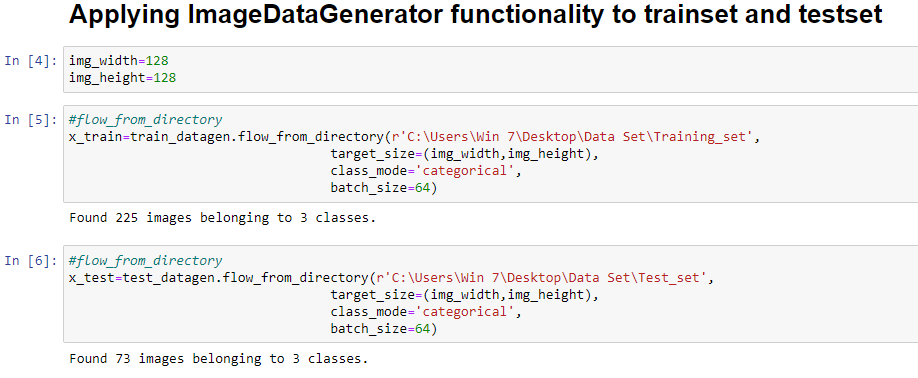 Applying ImageDataGenerator functionality to trainset and testset
In [4]: img_width=128
img_height=128
In [5]: #flow_from_directory
x_train=train_datagen.flow_from_directory(r'C:\Users\Win 7\Desktop\Data Set\Training_set',
target_size=(img_width,img_height),
class_mode='categorical',
batch_size=64)
Found 225 images belonging to 3 classes.
In [6]: #flow_from_directory
x_test=test_datagen.flow_from_directory(r'C:\Users\Win 7\Desktop\Data Set\Test_set',
target_size=(img_width,img_height),
class_mode='categorical',
batch_size=64)
Found 73 images belonging to 3 classes.